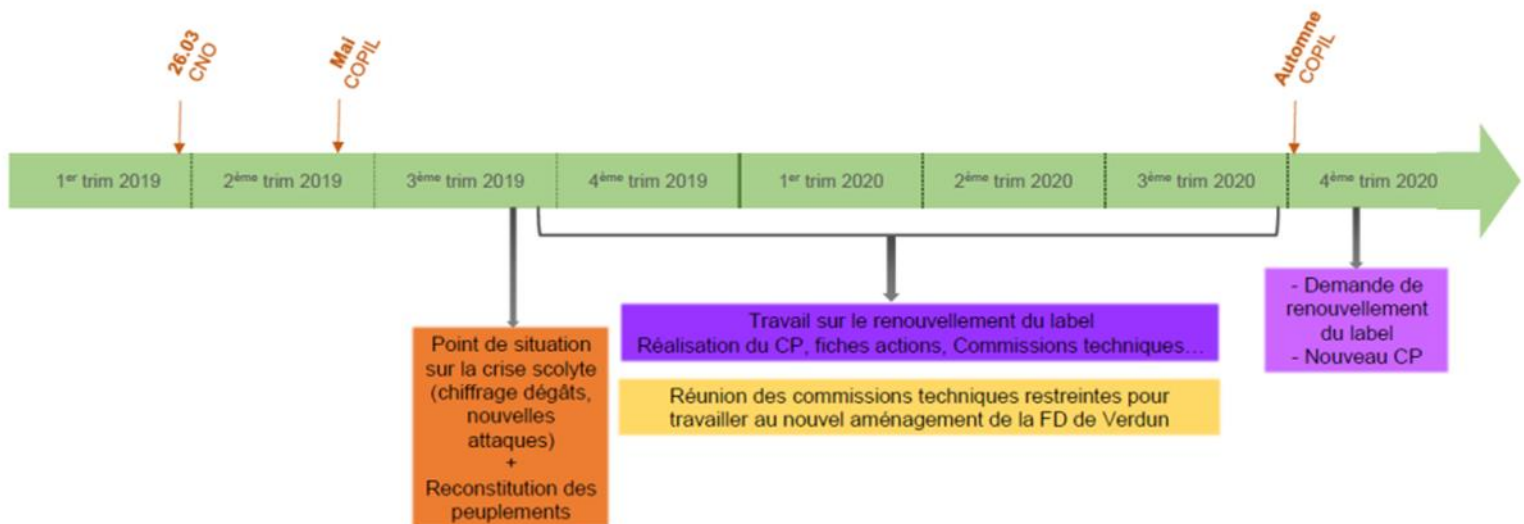 26.03
CNO
Mai
COPIL
Automne
COPIL
1er trim 2019
2ème trim 2019
3ème trim 2019
4ème trim 2019
1er trim 2020
2ème trim 2020
3ème trim 2020
4ème trim 2020
Point de situation
sur la crise scolyte
(chiffrage dégâts,
nouvelles
attaques)
+
Reconstitution des
peuplements
Travail sur le renouvellement du label
Réalisation du CP, fiches actions, Commissions techniques…
Réunion des commissions techniques restreintes pour
travailler au nouvel aménagement de la FD de Verdun
- Demande de
renouvellement
du label
- Nouveau CP